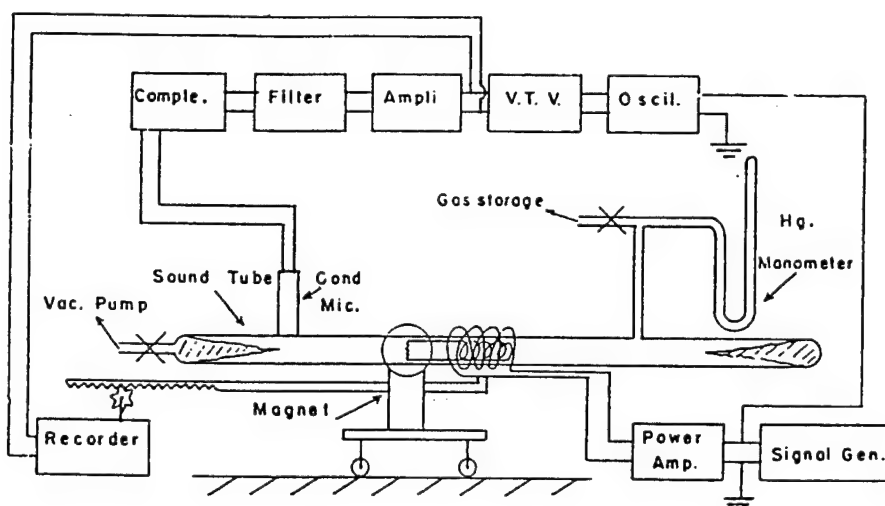 Comple.
Filter
Ampli
V. T. V.
Oscil.
Gas storage
Hg.
Manometer
Sound Tube
Cond
Mic.
Vac. Pump
Magnet
Recorder
Power
Amp.
Signal Gen.